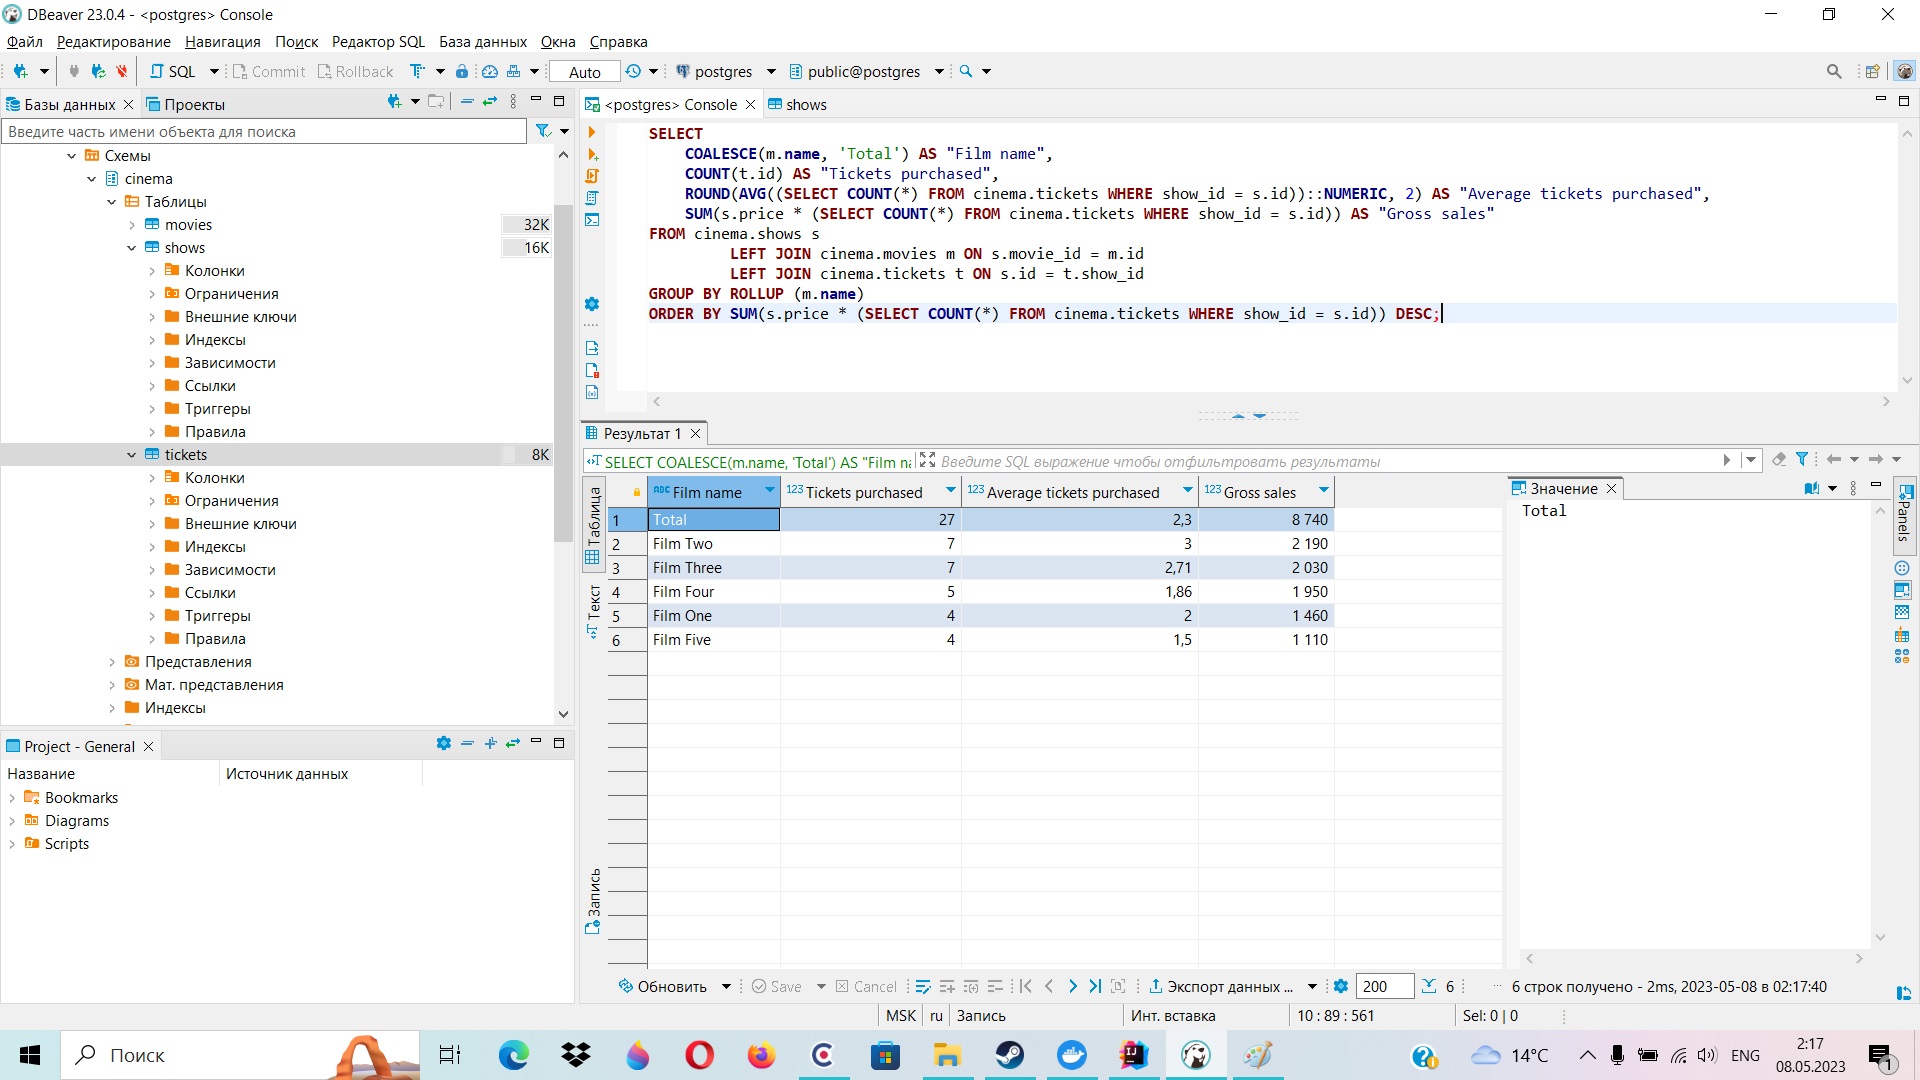 DBeaver 23.0.4 - <postgres> Console
Файл Редактирование Навигация Поиск Редактор SQL База данных Окна Справка
SQL Commit Rollback Auto postgres public@postgres
Базы данных Проекты
<postgres> Console shows
Введите часть имени объекта для поиска
Схемы
cinema
Таблицы
movies 32K
shows 16K
Колонки
Ограничения
Внешние ключи
Индексы
Зависимости
Ссылки
Триггеры
Правила
tickets 8K
Колонки
Ограничения
Внешние ключи
Индексы
Зависимости
Ссылки
Триггеры
Правила
Представления
Мат. представления
Индексы
Project - General
Название Источник данных
Bookmarks
Diagrams
Scripts
SELECT
COALESCE(m.name, 'Total') AS "Film name",
COUNT(t.id) AS "Tickets purchased",
ROUND(AVG((SELECT COUNT(*) FROM cinema.tickets WHERE show_id = s.id))::NUMERIC, 2) AS "Average tickets purchased",
SUM(s.price * (SELECT COUNT(*) FROM cinema.tickets WHERE show_id = s.id)) AS "Gross sales"
FROM cinema.shows s
LEFT JOIN cinema.movies m ON s.movie_id = m.id
LEFT JOIN cinema.tickets t ON s.id = t.show_id
GROUP BY ROLLUP (m.name)
ORDER BY SUM(s.price * (SELECT COUNT(*) FROM cinema.tickets WHERE show_id = s.id)) DESC;
Результат 1
SELECT COALESCE(m.name, 'Total') AS "Film na Введите SQL выражение чтобы отфильтровать результаты
Таблица
Текст
Запись
ABC Film name 123 Tickets purchased 123 Average tickets purchased 123 Gross sales
1 Total 27 2,3 8 740
2 Film Two 7 3 2 190
3 Film Three 7 2,71 2 030
4 Film Four 5 1,86 1 950
5 Film One 4 2 1 460
6 Film Five 4 1,5 1 110
Значение
Total
Panels
Обновить Save Cancel Экспорт данных ... 200 6 6 строк получено - 2ms, 2023-05-08 в 02:17:40
MSK ru Запись Инт. вставка 10 : 89 : 561 Sel: 0 | 0
Поиск 14°C ENG 2:17
08.05.2023
1